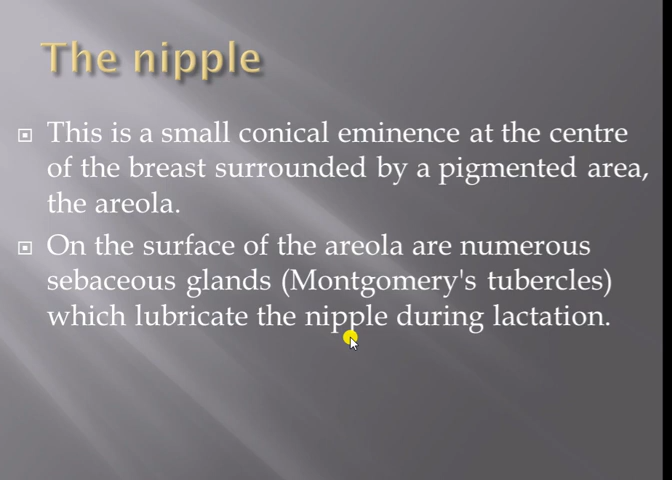 The nipple
This is a small conical eminence at the centre
of the breast surrounded by a pigmented area,
the areola.
On the surface of the areola are numerous
sebaceous glands (Montgomery's tubercles)
which lubricate the nipple during lactation.